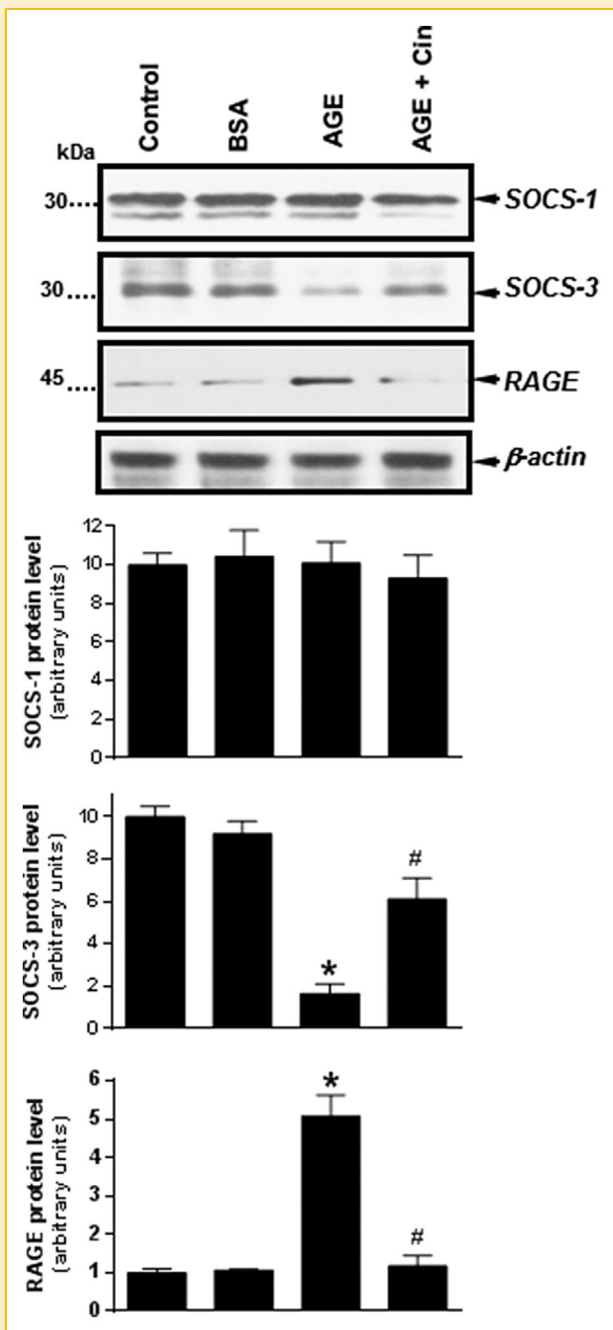 Control BSA AGE AGE + Cin
kDa
30..... SOCS-1
30 ..... SOCS-3
45 .... RAGE
β-actin
SOCS-1 protein level
(arbitrary units)
12
10
8
6
4
2
0
SOCS-3 protein level
(arbitrary units)
10
8
6
4
2
0
*
#
RAGE protein level
(arbitrary units)
6
5
4
3
2
1
0
*
#